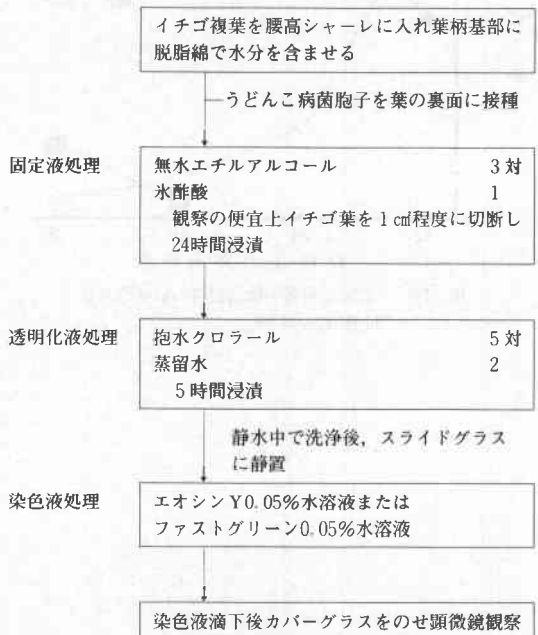 イチゴ複葉を腰高シャーレに入れ葉柄基部に
脱脂綿で水分を含ませる
うどんこ病菌胞子を葉の裏面に接種
固定液処理
無水エチルアルコール 3対
氷酢酸 1
観察の便宜上イチゴ葉を1c㎡程度に切断し
24時間浸漬
透明化液処理
抱水クロラール 5対
蒸留水 2
5時間浸漬
静水中で洗浄後，スライドグラス
に静置
染色液処理
エオシンY0.05%水溶液または
ファストグリーン0.05%水溶液
染色液滴下後カバーグラスをのせ顕微鏡観察